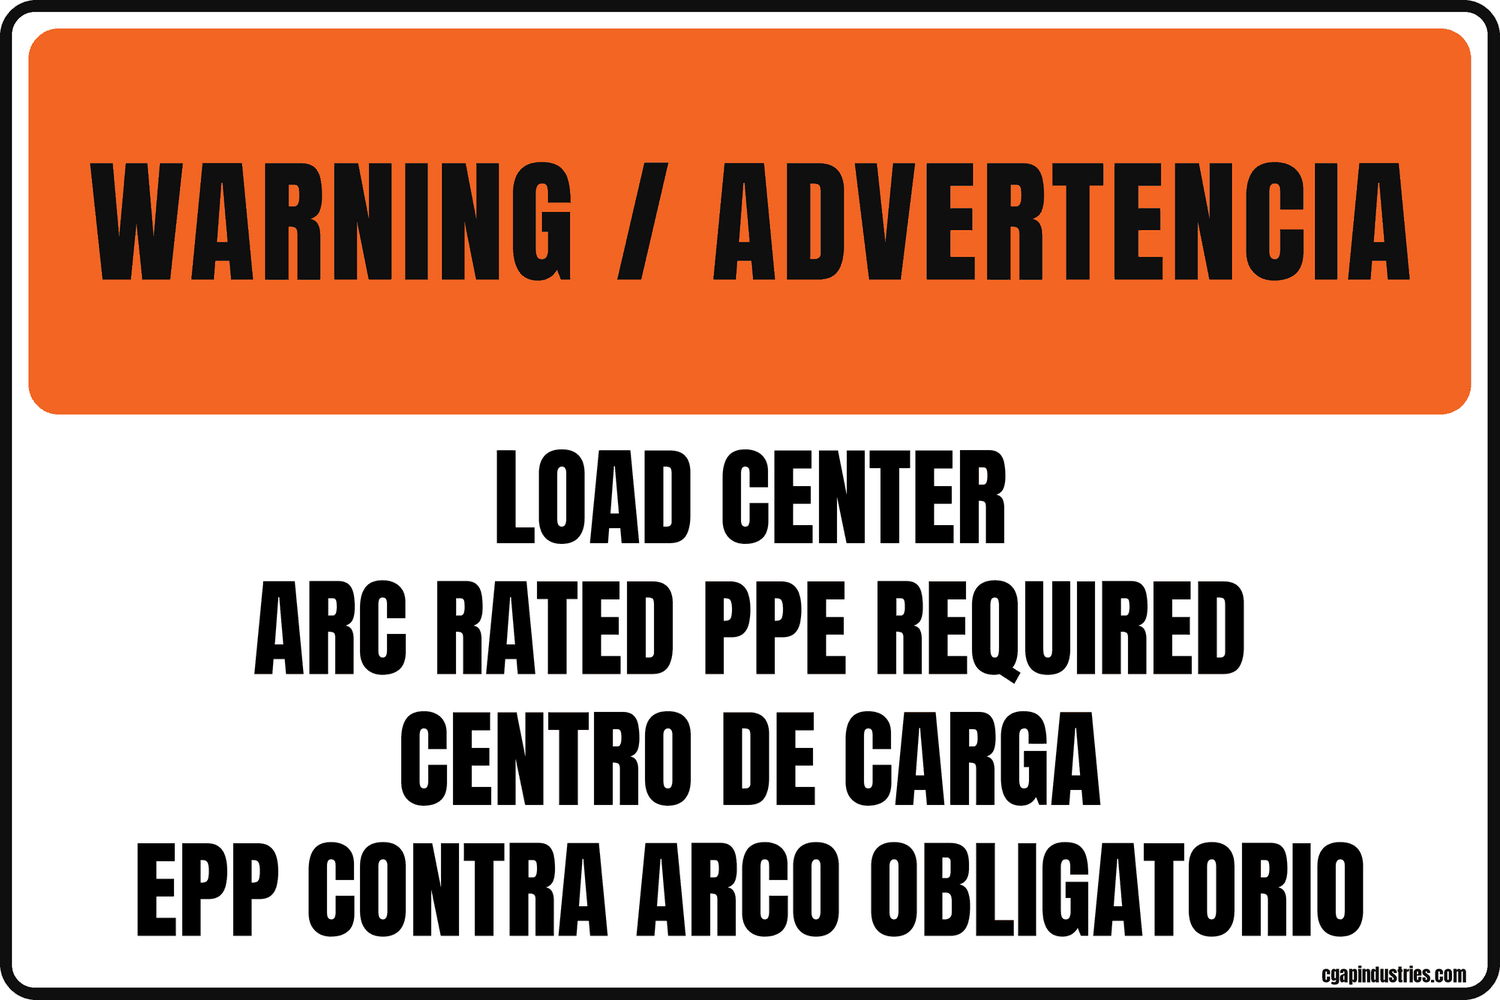 WARNING / ADVERTENCIA
LOAD CENTER
ARC RATED PPE REQUIRED
CENTRO DE CARGA
EPP CONTRA ARCO OBLIGATORIO
cgapindustries.com